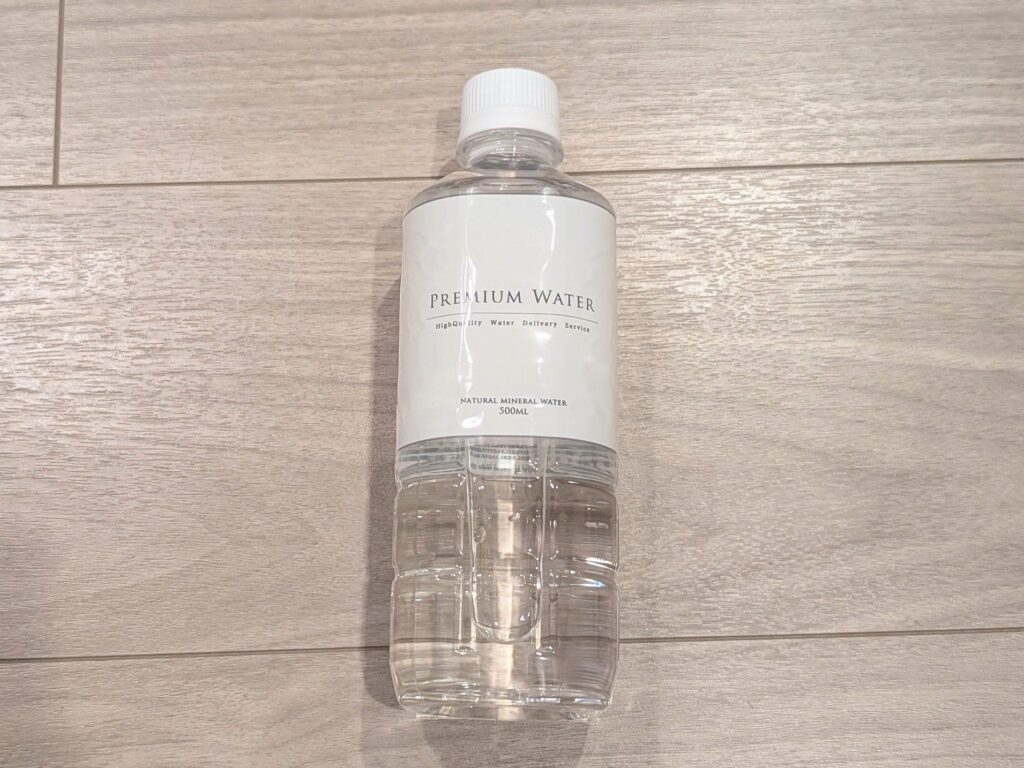 PREMIUM WATER
HighQuality Water Delivery Service
NATURAL MINERAL WATER
500ML